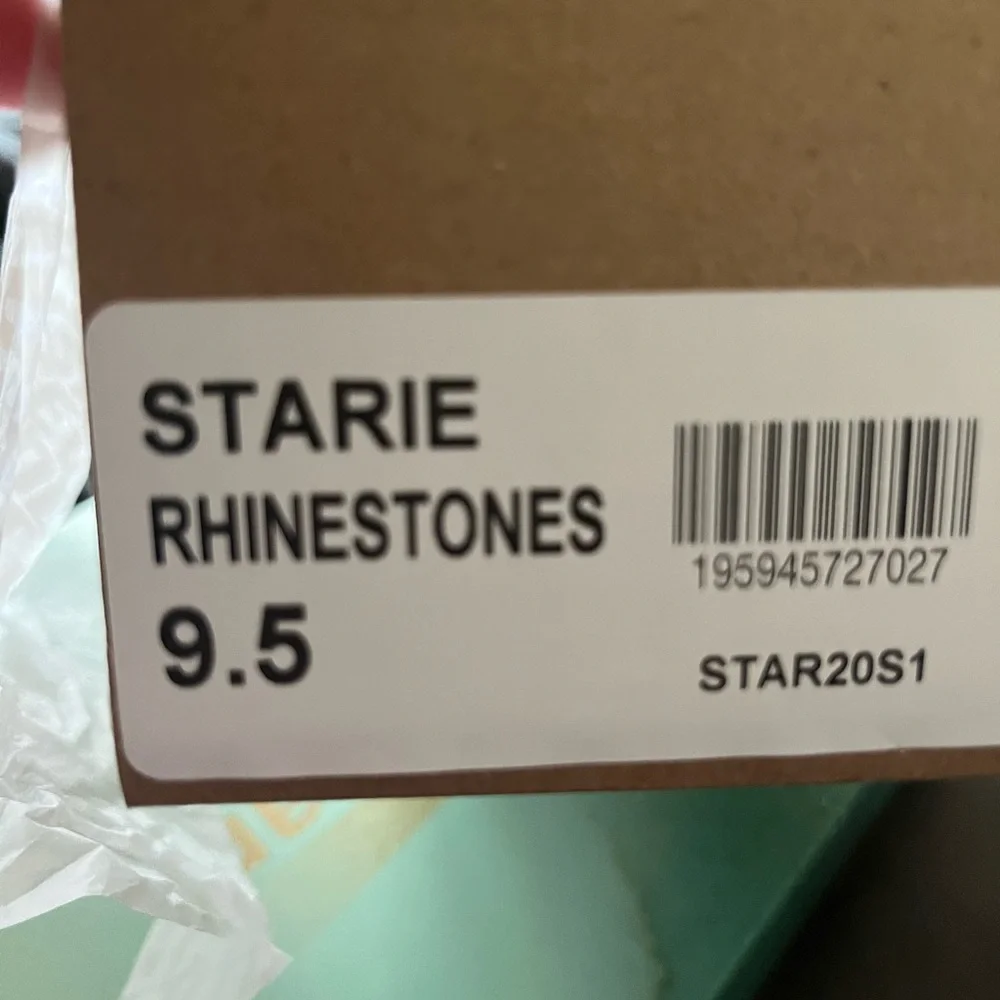 STARIE
RHINESTONES
9.5
195945727027
STAR20S1